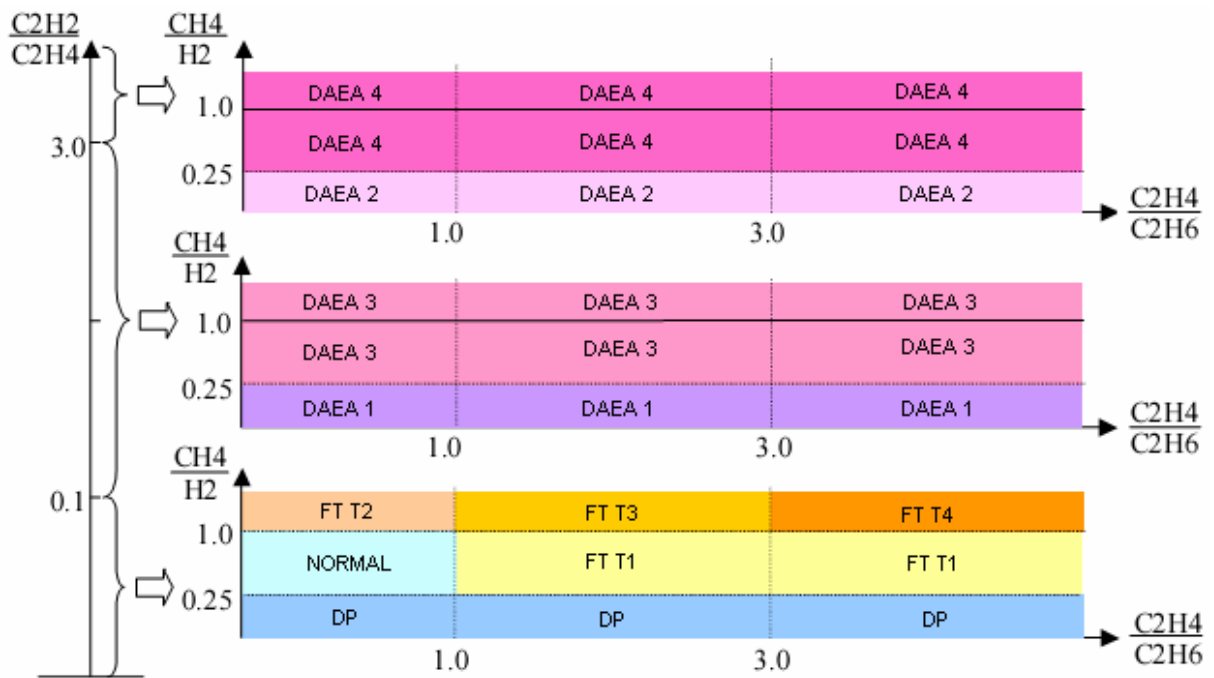 C2H2
C2H4
CH4
H2
DAEA 4 DAEA 4 DAEA 4
1.0
3.0
DAEA 4 DAEA 4 DAEA 4
0.25
DAEA 2 DAEA 2 DAEA 2
C2H4
C2H6
1.0 3.0
CH4
H2
DAEA 3 DAEA 3 DAEA 3
1.0
DAEA 3 DAEA 3 DAEA 3
0.25
DAEA 1 DAEA 1 DAEA 1
C2H4
C2H6
1.0 3.0
CH4
H2
0.1
FT T2 FT T3 FT T4
1.0
NORMAL FT T1 FT T1
0.25
DP DP DP
C2H4
C2H6
1.0 3.0